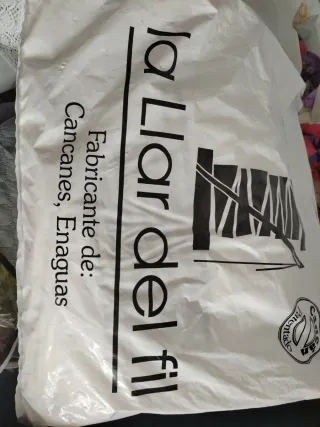 la Llar del fil
Fabricante de:
Cancanes, Enaguas